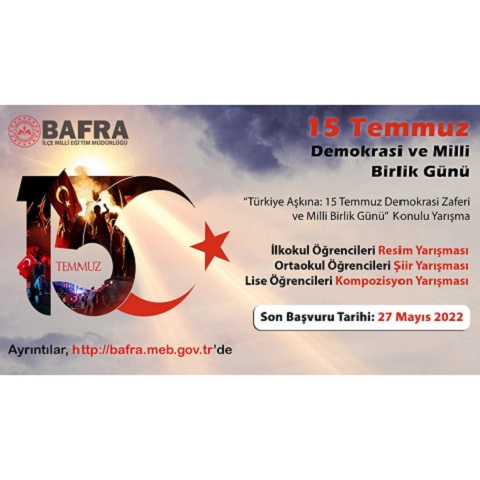 BAFRA
İLÇE MİLLİ EĞİTİM MÜDÜRLÜĞÜ
15 Temmuz
Demokrasi ve Milli
Birlik Günü
"Türkiye Aşkına: 15 Temmuz Demokrasi Zaferi
ve Milli Birlik Günü" Konulu Yarışma
15
TEMMUZ
İlkokul Öğrencileri Resim Yarışması
Ortaokul Öğrencileri Şiir Yarışması
Lise Öğrencileri Kompozisyon Yarışması
Son Başvuru Tarihi: 27 Mayıs 2022
Ayrıntılar, http://bafra.meb.gov.tr'de